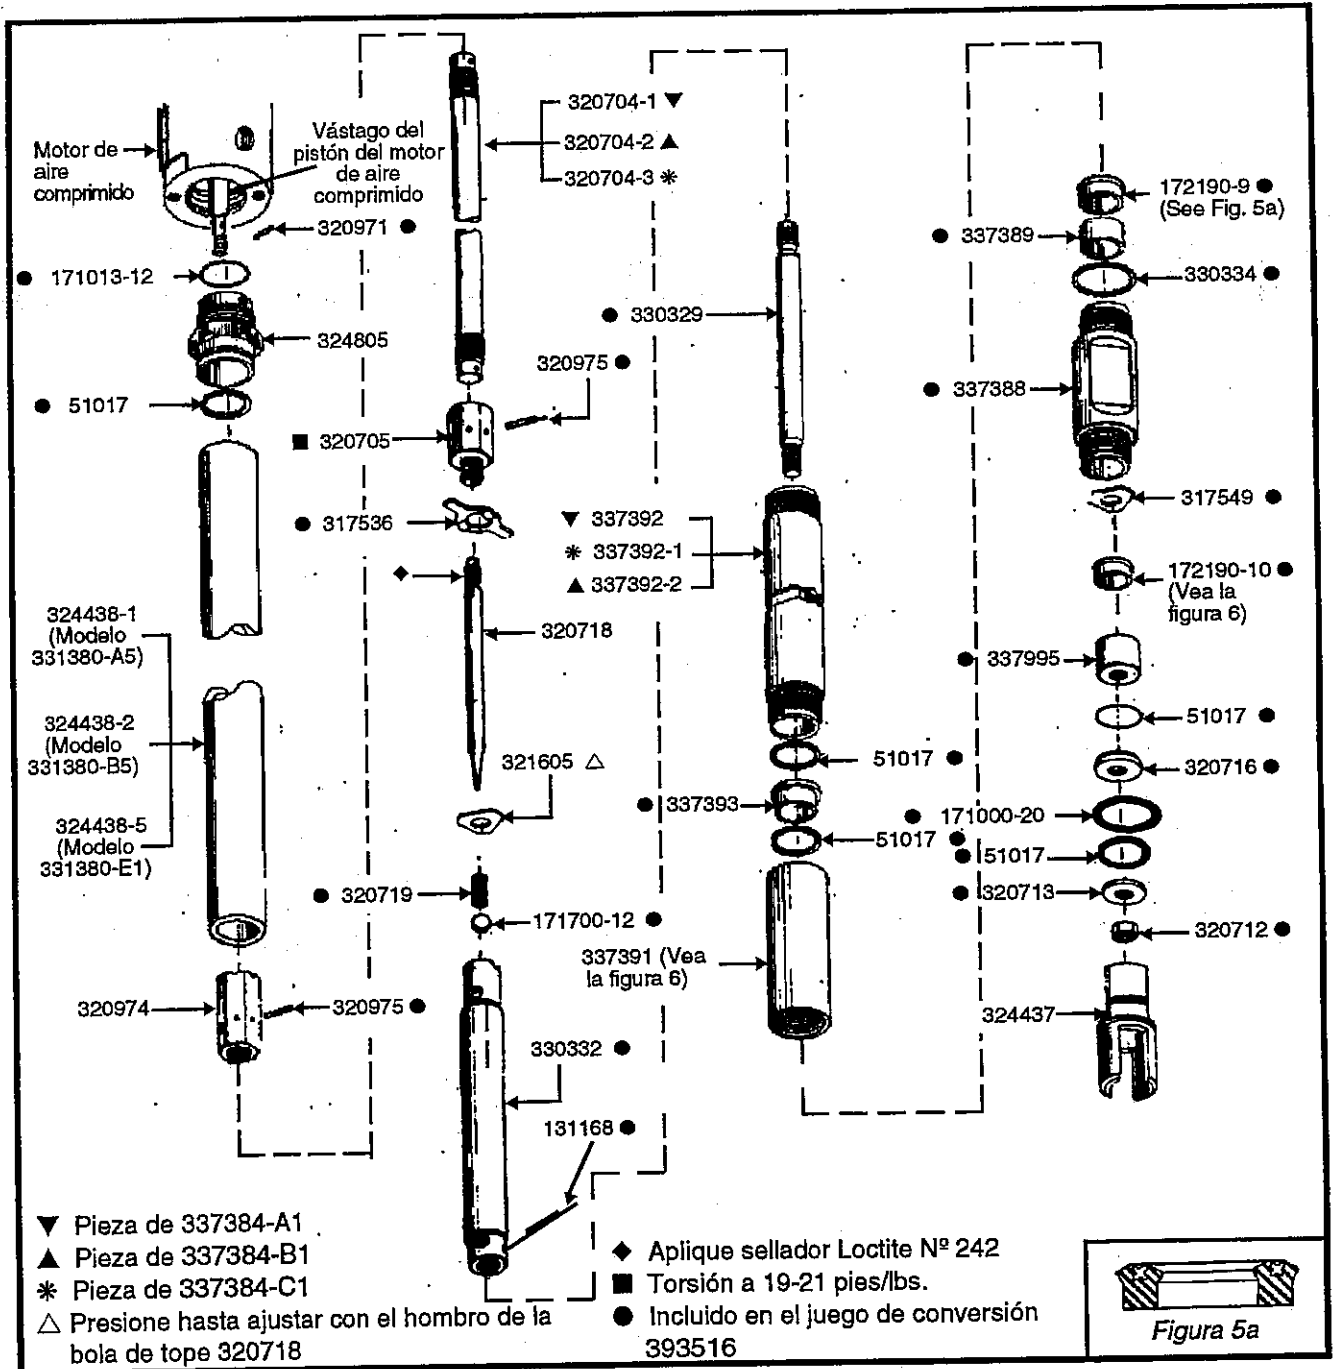 Motor de
aire
comprimido
Vástago del
pistón del motor
de aire
comprimido
320971 ●
● 171013-12
324805
● 51017
324438-1
(Modelo
331380-A5)
324438-2
(Modelo
331380-B5)
324438-5
(Modelo
331380-E1)
320974
320975 ●
320704-1 ▼
320704-2 ▲
320704-3 ✳
320975 ●
■ 320705
● 317536
◆
320718
321605 △
● 320719
171700-12 ●
330332 ●
131168 ●
● 330329
▼ 337392
✳ 337392-1
▲ 337392-2
51017 ●
● 337393
51017 ●
337391 (Vea
la figura 6)
172190-9 ●
(See Fig. 5a)
● 337389
330334 ●
● 337388
317549 ●
172190-10 ●
(Vea la
figura 6)
● 337995
51017 ●
320716 ●
● 171000-20
● 51017
● 320713
320712 ●
324437
▼ Pieza de 337384-A1
▲ Pieza de 337384-B1
✳ Pieza de 337384-C1
△ Presione hasta ajustar con el hombro de la
bola de tope 320718
◆ Aplique sellador Loctite Nº 242
■ Torsión a 19-21 pies/lbs.
● Incluido en el juego de conversión
393516
Figura 5a